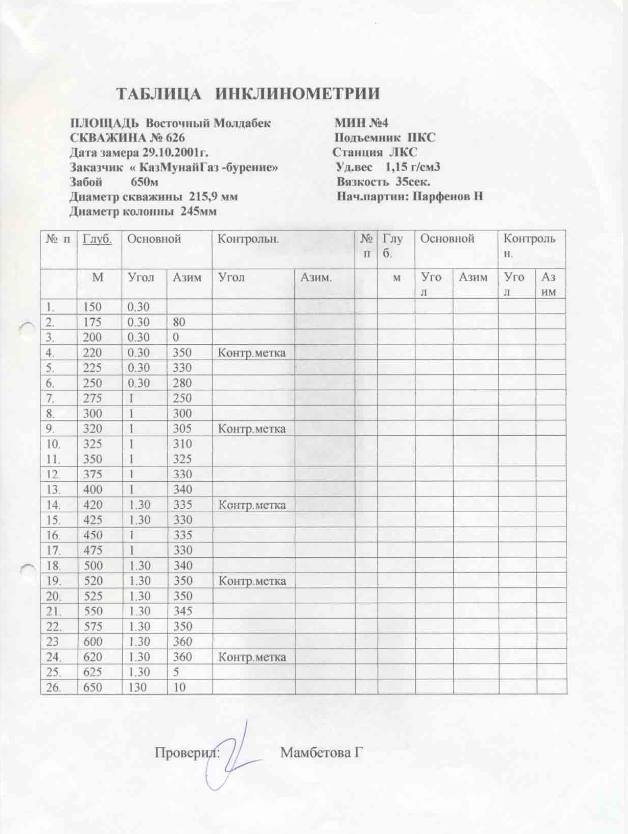 ТАБЛИЦА ИНКЛИНОМЕТРИИ
ПЛОЩАДЬ Восточный Молдабек МИН №4
СКВАЖИНА № 626 Подъемник ПКС
Дата замера 29.10.2001г. Станция ЛКС
Заказчик « КазМунайГаз -бурение» Уд.вес 1,15 г/см3
Забой 650м Вязкость 35сек.
Диаметр скважины 215,9 мм Нач.партии: Парфенов Н
Диаметр колонны 245мм
№ п Глуб. Основной Контрольн. № п Глу б. Основной Контроль н.
М Угол Азим Угол Азим. м Уго л Азим Уго л Аз им
1. 150 0.30
2. 175 0.30 80
3. 200 0.30 0
4. 220 0.30 350 Контр.метка
5. 225 0.30 330
6. 250 0.30 280
7. 275 1 250
8. 300 1 300
9. 320 1 305 Контр.метка
10. 325 1 310
11. 350 1 325
12. 375 1 330
13. 400 1 340
14. 420 1.30 335 Контр.метка
15. 425 1.30 330
16. 450 1 335
17. 475 1 330
18. 500 1.30 340
19. 520 1.30 350 Контр.метка
20. 525 1.30 350
21. 550 1.30 345
22. 575 1.30 350
23 600 1.30 360
24. 620 1.30 360 Контр.метка
25. 625 1.30 5
26. 650 130 10
Проверил: Мамбетова Г